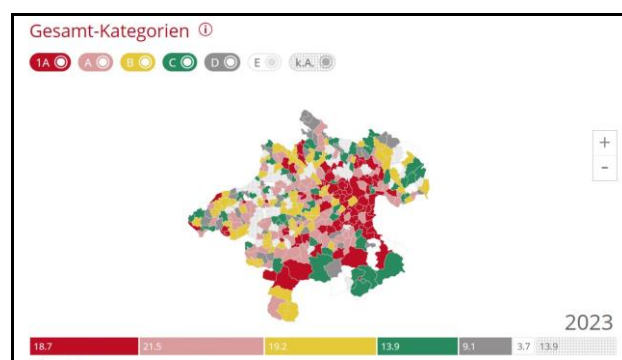 Gesamt-Kategorien ⓘ
1A A B C D E k.A.
+
-
2023
18.7 21.5 19.2 13.9 9.1 3.7 13.9